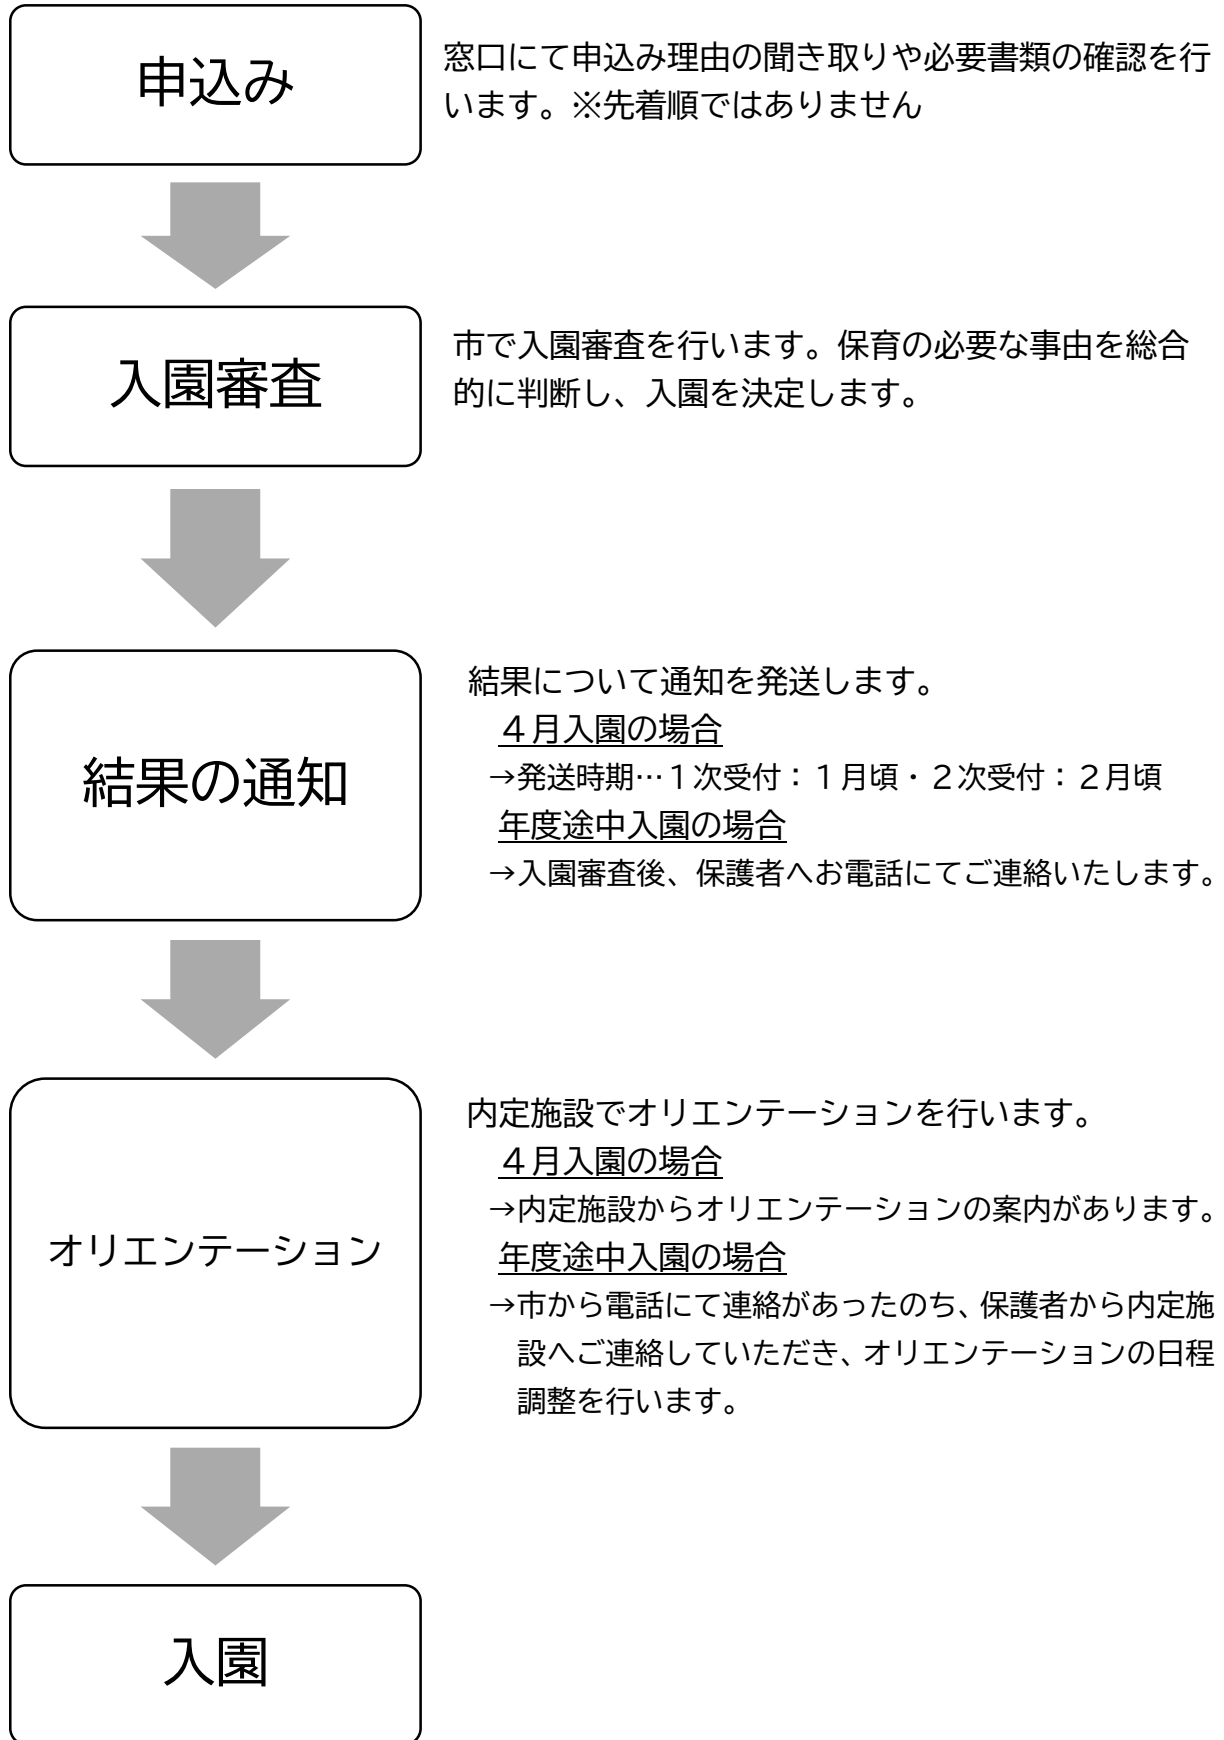 申込み
窓口にて申込み理由の聞き取りや必要書類の確認を行
います。※先着順ではありません
入園審査
市で入園審査を行います。保育の必要な事由を総合
的に判断し、入園を決定します。
結果の通知
結果について通知を発送します。
４月入園の場合
→発送時期…１次受付：１月頃・２次受付：２月頃
年度途中入園の場合
→入園審査後、保護者へお電話にてご連絡いたします。
オリエンテーション
内定施設でオリエンテーションを行います。
４月入園の場合
→内定施設からオリエンテーションの案内があります。
年度途中入園の場合
→市から電話にて連絡があったのち、保護者から内定施
設へご連絡していただき、オリエンテーションの日程
調整を行います。
入園